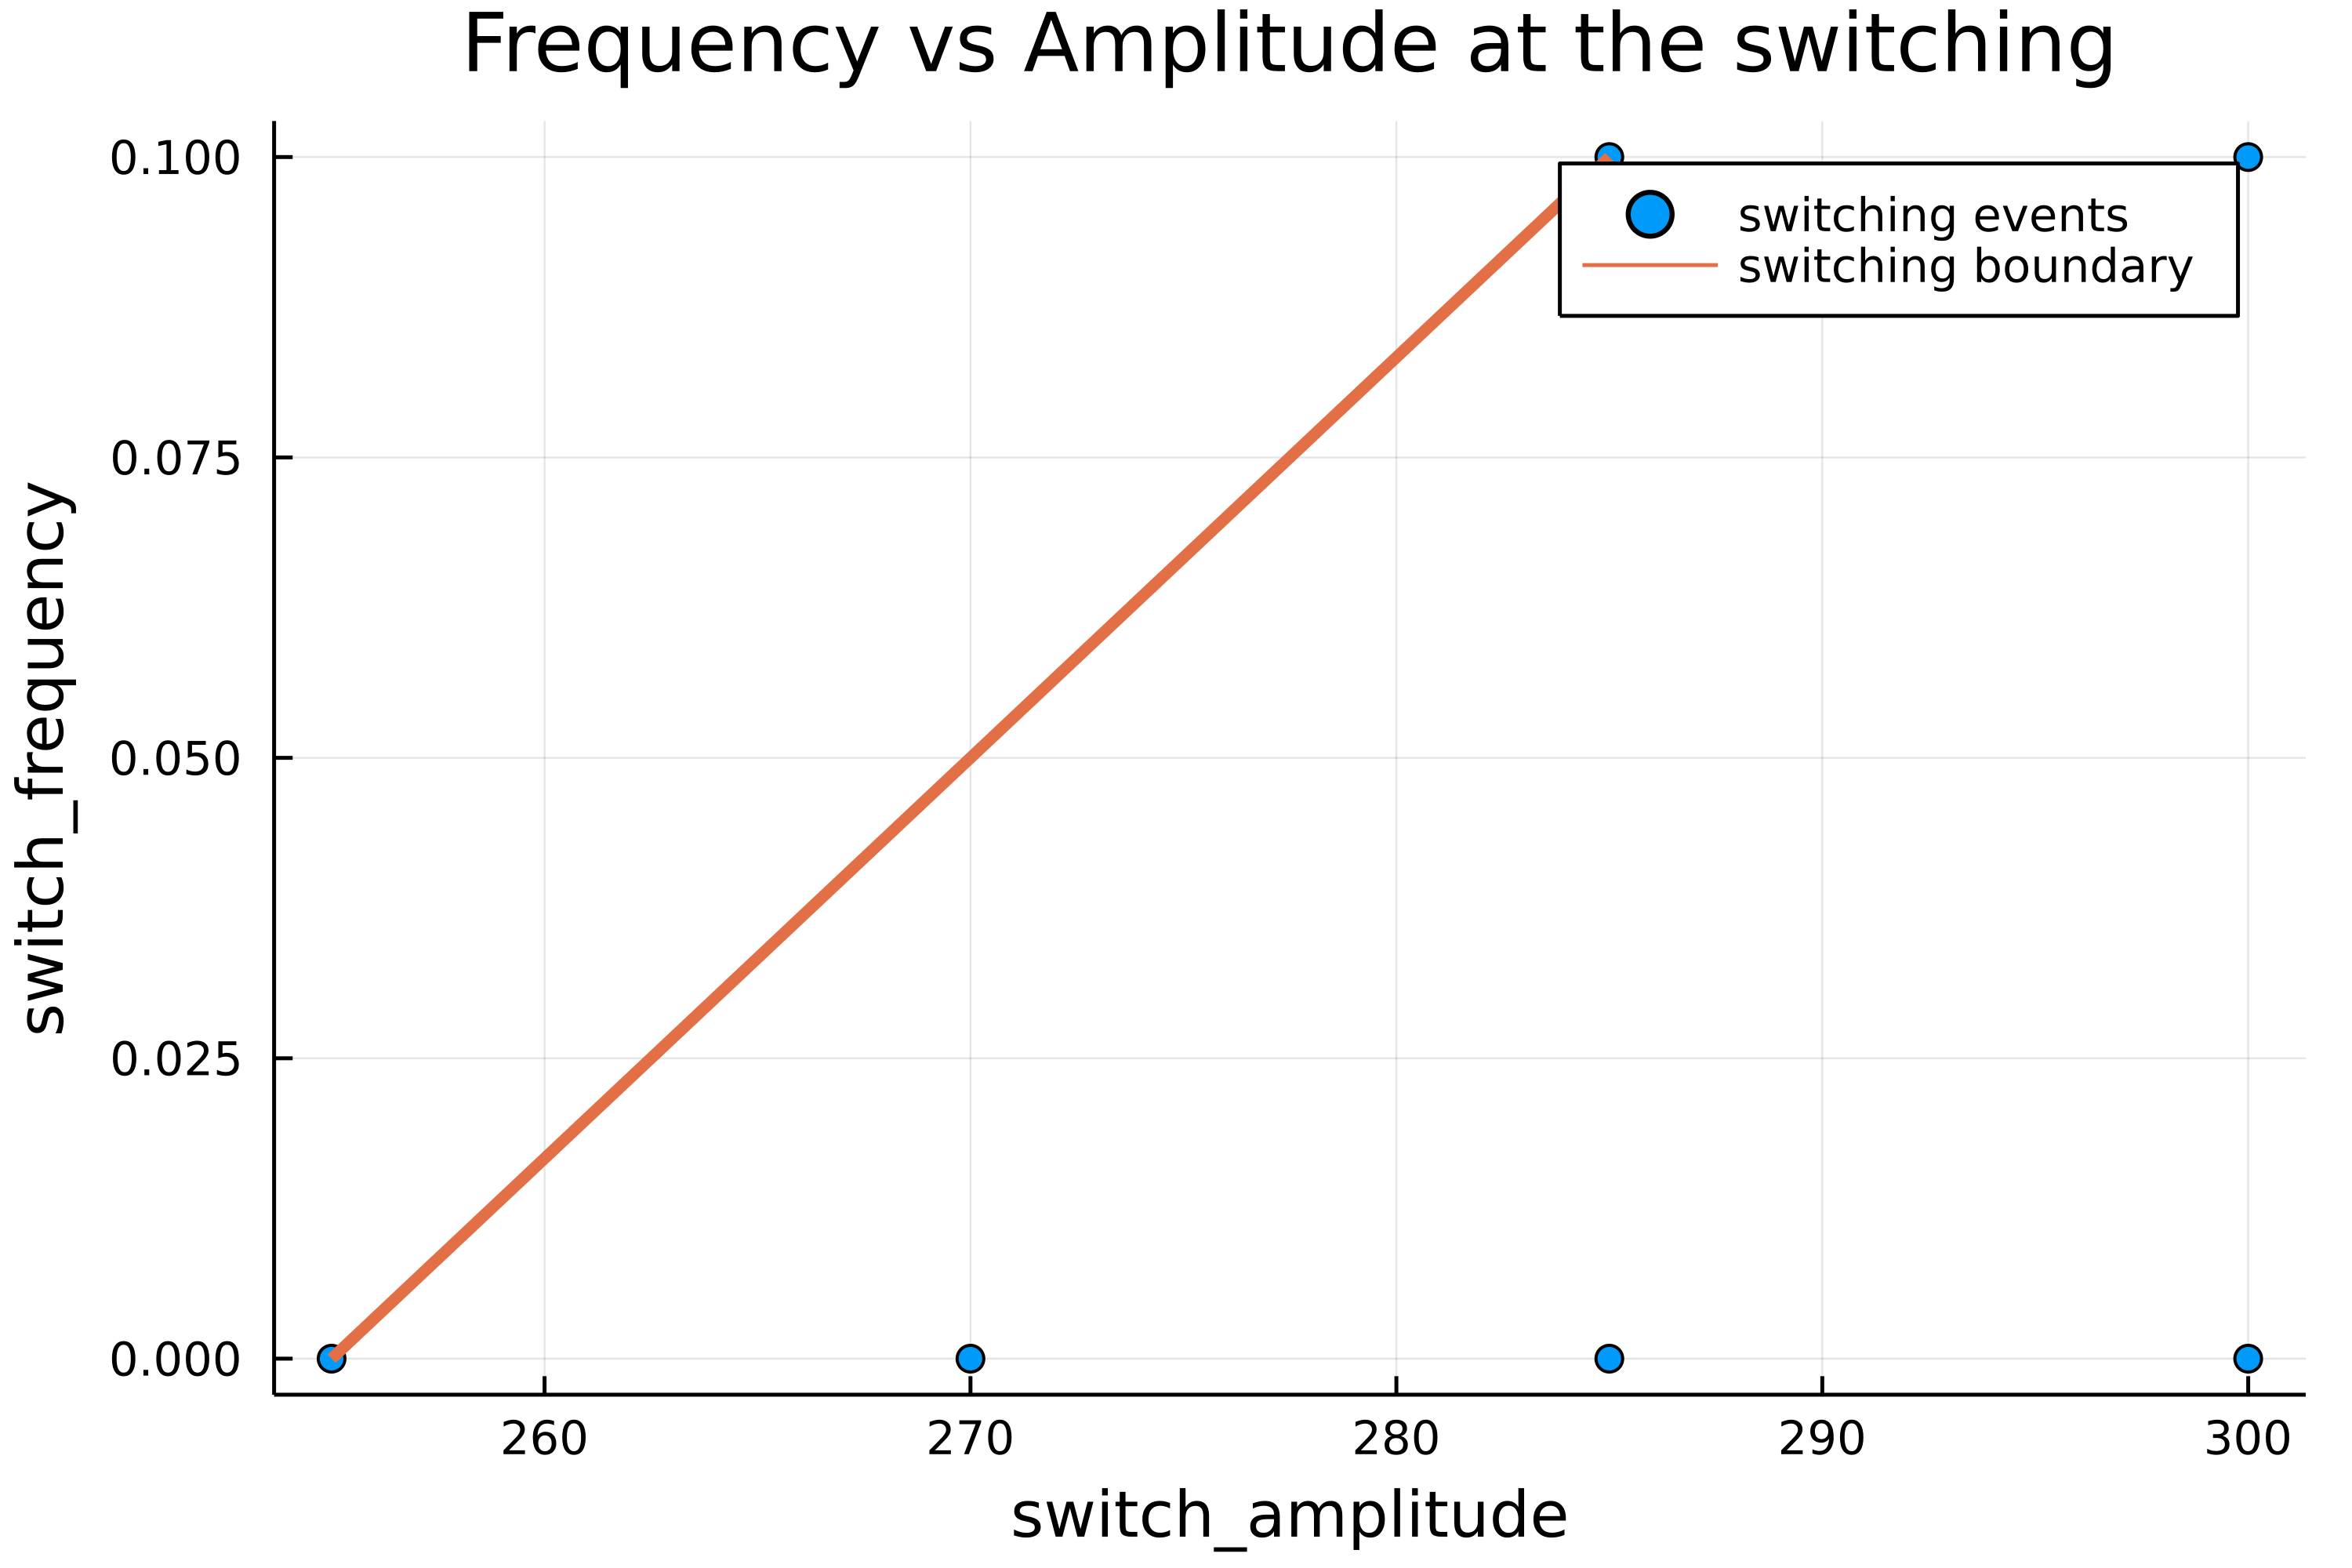 Frequency vs Amplitude at the switching
switch_frequency
0.100
0.075
0.050
0.025
0.000
switching events
switching boundary
260 270 280 290 300
switch_amplitude